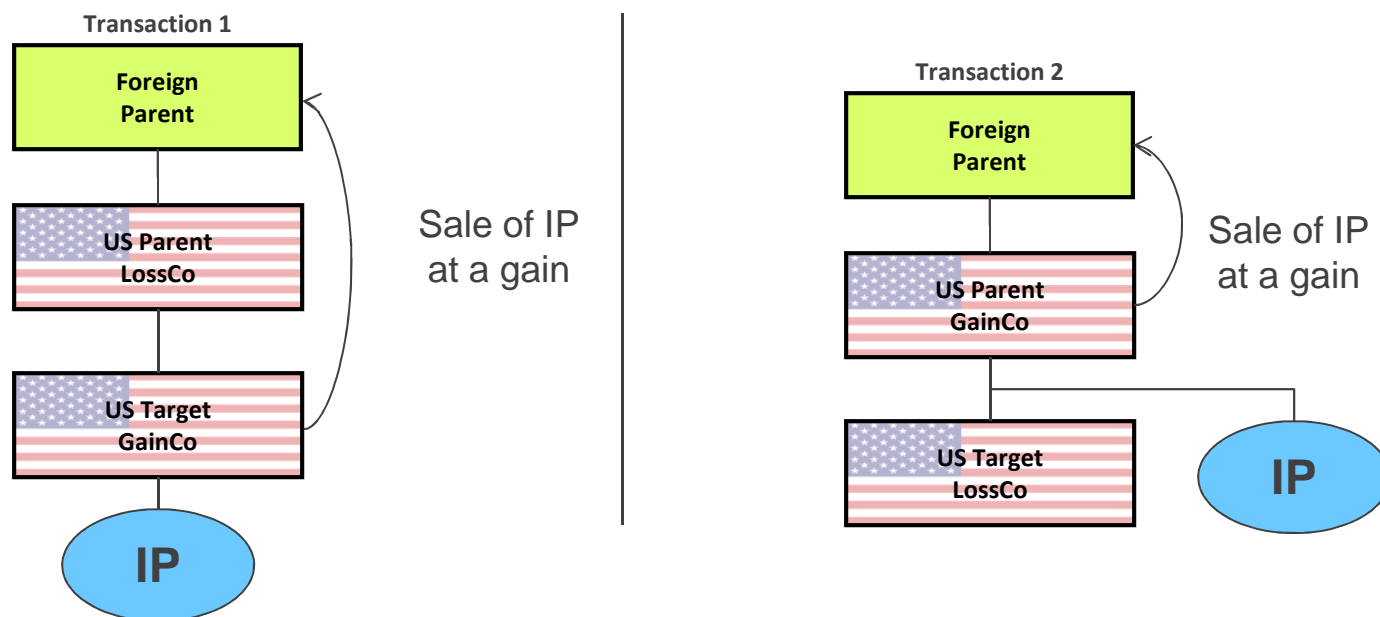 Transaction 1
Foreign
Parent
US Parent
LossCo
US Target
GainCo
IP
Sale of IP
at a gain
Transaction 2
Foreign
Parent
US Parent
GainCo
US Target
LossCo
IP
Sale of IP
at a gain